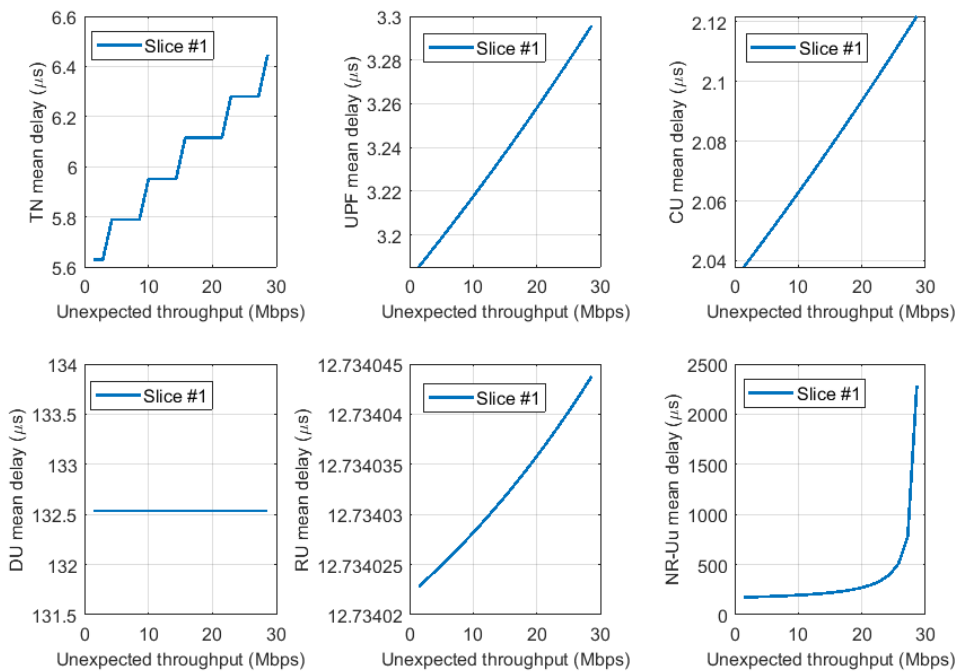 TN mean delay (μs)
6.6
6.4
6.2
6
5.8
5.6
Slice #1
0 10 20 30
Unexpected throughput (Mbps)
UPF mean delay (μs)
3.3
3.28
3.26
3.24
3.22
3.2
Slice #1
0 10 20 30
Unexpected throughput (Mbps)
CU mean delay (μs)
2.12
2.1
2.08
2.06
2.04
Slice #1
0 10 20 30
Unexpected throughput (Mbps)
DU mean delay (μs)
134
133.5
133
132.5
132
131.5
Slice #1
0 10 20 30
Unexpected throughput (Mbps)
RU mean delay (μs)
12.734045
12.73404
12.734035
12.73403
12.734025
12.73402
Slice #1
0 10 20 30
Unexpected throughput (Mbps)
NR-Uu mean delay (μs)
2500
2000
1500
1000
500
0
Slice #1
0 10 20 30
Unexpected throughput (Mbps)